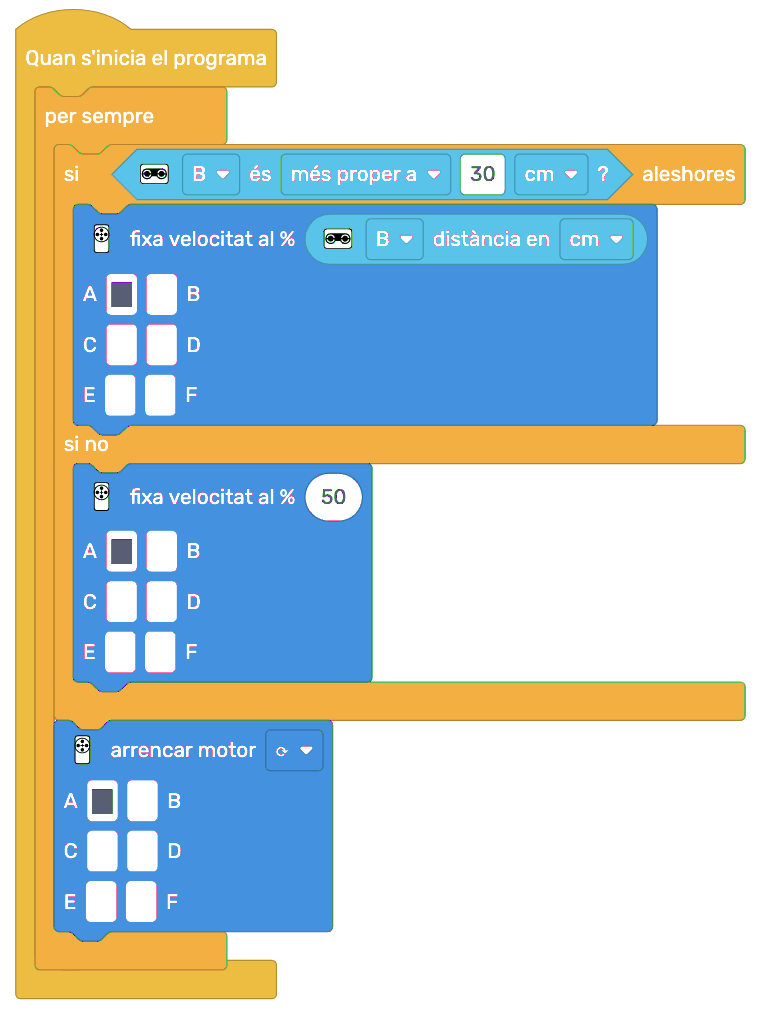 Quan s'inicia el programa
per sempre
si B és més proper a 30 cm ? aleshores
fixa velocitat al % B distància en cm
A B
C D
E F
si no
fixa velocitat al % 50
A B
C D
E F
arrencar motor
A B
C D
E F